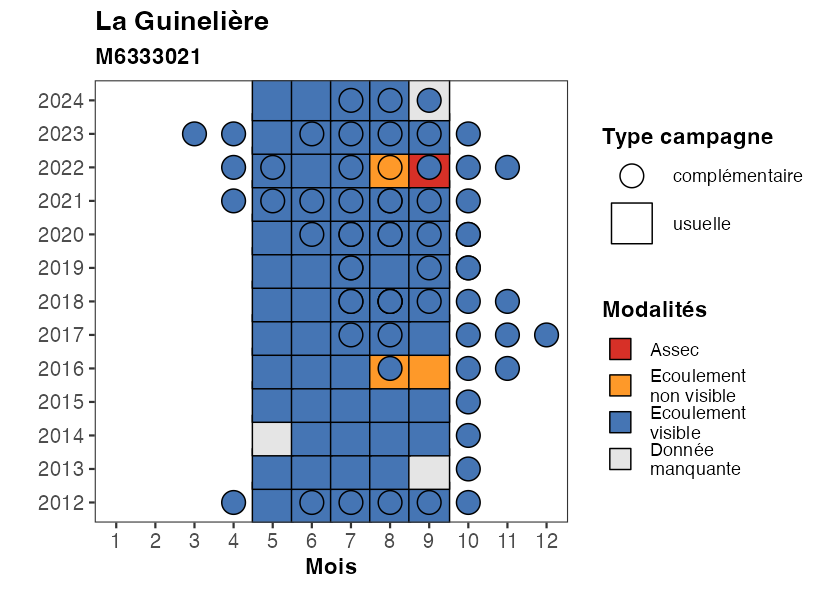 La Guinelière
M6333021
2024
2023
2022
2021
2020
2019
2018
2017
2016
2015
2014
2013
2012
1 2 3 4 5 6 7 8 9 10 11 12
Mois
Type campagne
complémentaire
usuelle
Modalités
Assec
Ecoulement
non visible
Ecoulement
visible
Donnée
manquante